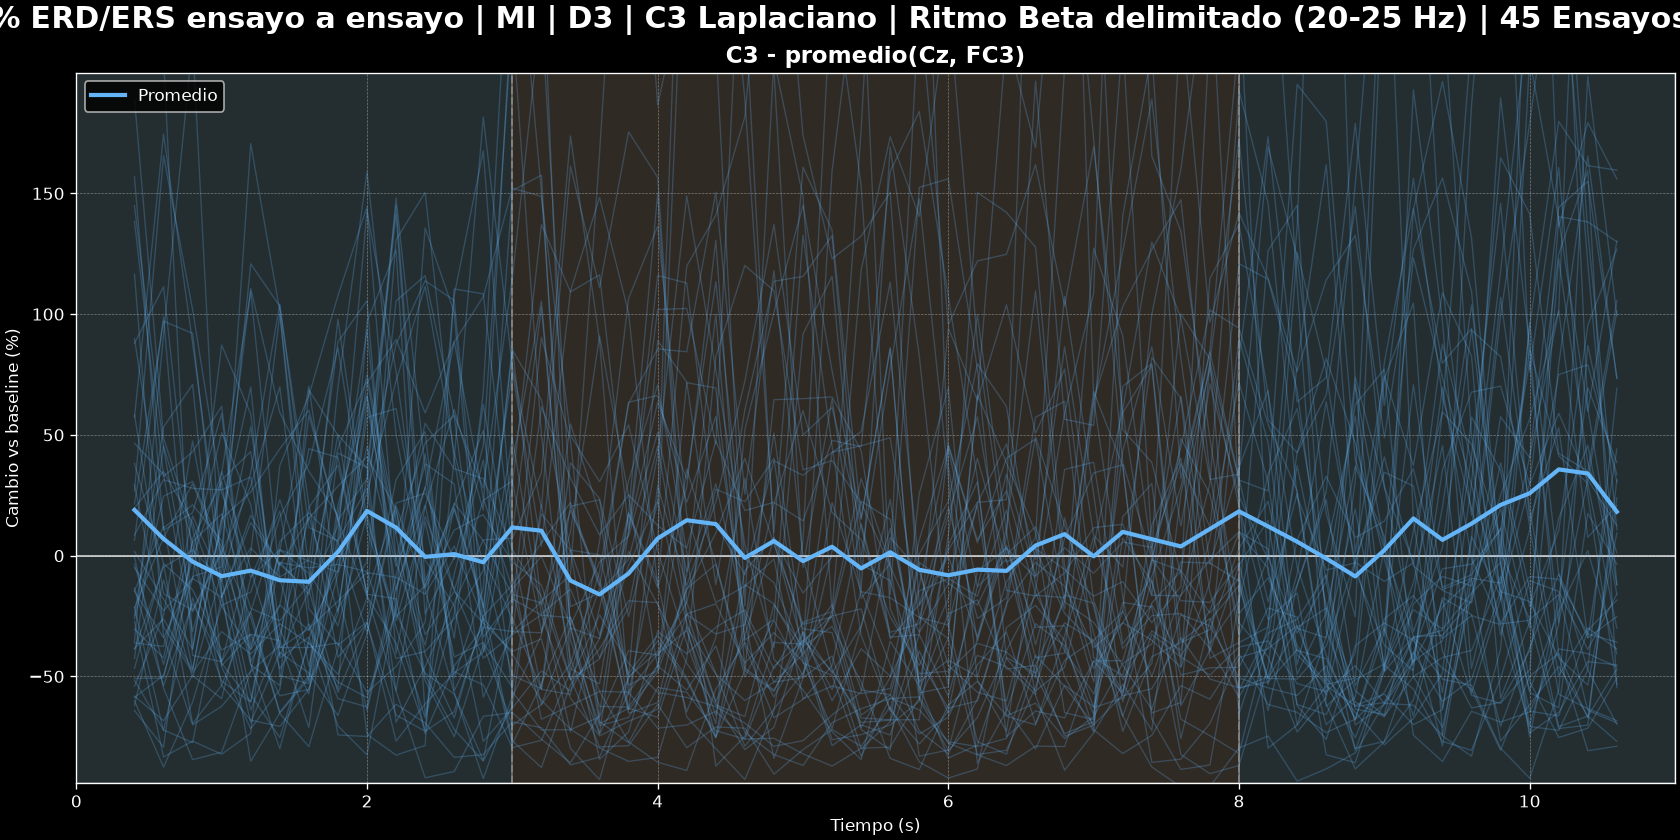 % ERD/ERS ensayo a ensayo | MI | D3 | C3 Laplaciano | Ritmo Beta delimitado (20-25 Hz) | 45 Ensayos
C3 - promedio(Cz, FC3)
Promedio
Cambio vs baseline (%)
150
100
50
0
−50
0 2 4 6 8 10
Tiempo (s)